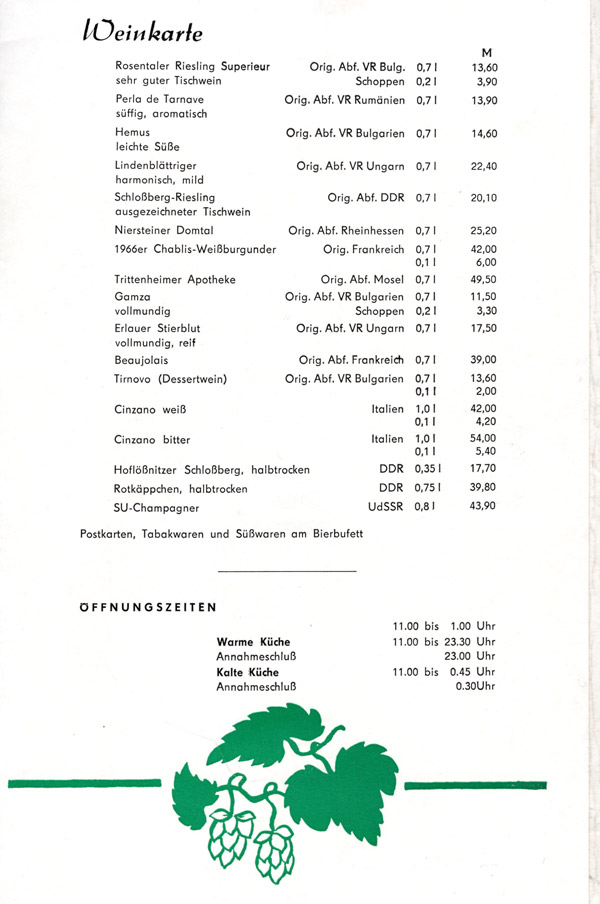 Weinkarte
M
Rosentaler Riesling Superieur Orig. Abf. VR Bulg. 0,7 l 13,60
sehr guter Tischwein Schoppen 0,2 l 3,90
Perla de Tarnave Orig. Abf. VR Rumänien 0,7 l 13,90
süffig, aromatisch
Hemus Orig. Abf. VR Bulgarien 0,7 l 14,60
leichte Süße
Lindenblättriger Orig. Abf. VR Ungarn 0,7 l 22,40
harmonisch, mild
Schloßberg-Riesling Orig. Abf. DDR 0,7 l 20,10
ausgezeichneter Tischwein
Niersteiner Domtal Orig. Abf. Rheinhessen 0,7 l 25,20
1966er Chablis-Weißburgunder Orig. Frankreich 0,7 l 42,00
0,1 l 6,00
Trittenheimer Apotheke Orig. Abf. Mosel 0,7 l 49,50
Gamza Orig. Abf. VR Bulgarien 0,7 l 11,50
vollmundig Schoppen 0,2 l 3,30
Erlauer Stierblut Orig. Abf. VR Ungarn 0,7 l 17,50
vollmundig, reif
Beaujolais Orig. Abf. Frankreich 0,7 l 39,00
Tirnovo (Dessertwein) Orig. Abf. VR Bulgarien 0,7 l 13,60
0,1 l 2,00
Cinzano weiß Italien 1,0 l 42,00
0,1 l 4,20
Cinzano bitter Italien 1,0 l 54,00
0,1 l 5,40
Hoflößnitzer Schloßberg, halbtrocken DDR 0,35 l 17,70
Rotkäppchen, halbtrocken DDR 0,75 l 39,80
SU-Champagner UdSSR 0,8 l 43,90
Postkarten, Tabakwaren und Süßwaren am Bierbufett
ÖFFNUNGSZEITEN
11.00 bis 1.00 Uhr
Warme Küche 11.00 bis 23.30 Uhr
Annahmeschluß 23.00 Uhr
Kalte Küche 11.00 bis 0.45 Uhr
Annahmeschluß 0.30Uhr